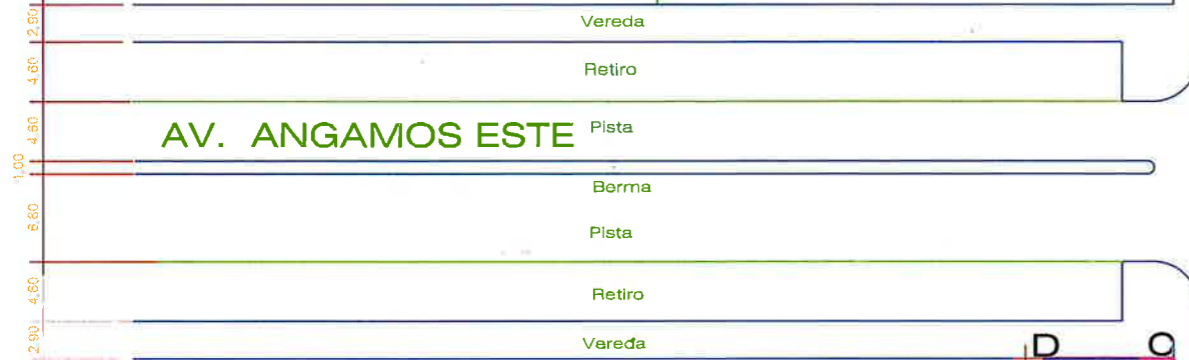 2,90 Vereda
4,60 Retiro
4,60 AV. ANGAMOS ESTE Pista
1,00
Berma
6,80
Pista
4,60 Retiro
2,90 Vereda
D C